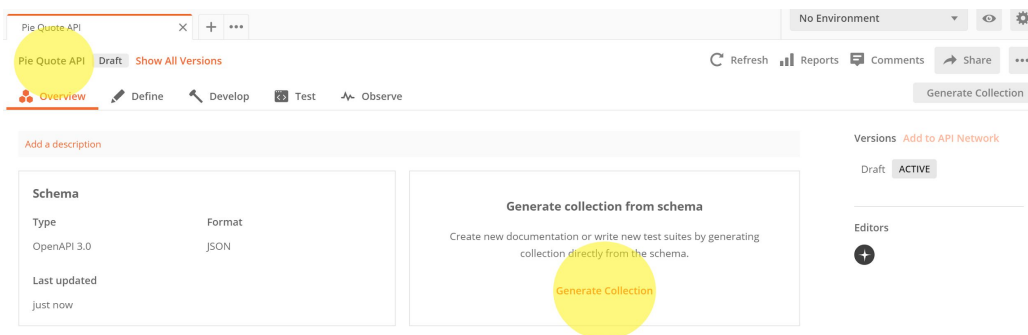 Pie Quote API
No Environment
Pie Quote API Draft Show All Versions
Refresh Reports Comments Share
Overview Define Develop Test Observe
Generate Collection
Add a description
Schema
Type Format
OpenAPI 3.0 JSON
Last updated
just now
Generate collection from schema
Create new documentation or write new test suites by generating
collection directly from the schema.
Generate Collection
Versions Add to API Network
Draft ACTIVE
Editors